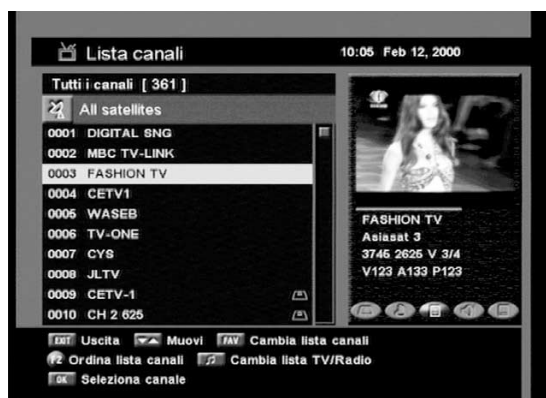 Lista canali
10:05 Feb 12, 2000
Tutti i canali [ 361 ]
All satellites
0001 DIGITAL SNG
0002 MBC TV-LINK
0003 FASHION TV
0004 CETV1
0005 WASEB
0006 TV-ONE
0007 CYS
0008 JLTV
0009 CETV-1
0010 CH 2 625
FASHION TV
Asiasat 3
3745 2625 V 3/4
V123 A133 P123
EXIT Uscita Muovi FAV Cambia lista canali
F2 Ordina lista canali Cambia lista TV/Radio
OK Seleziona canale